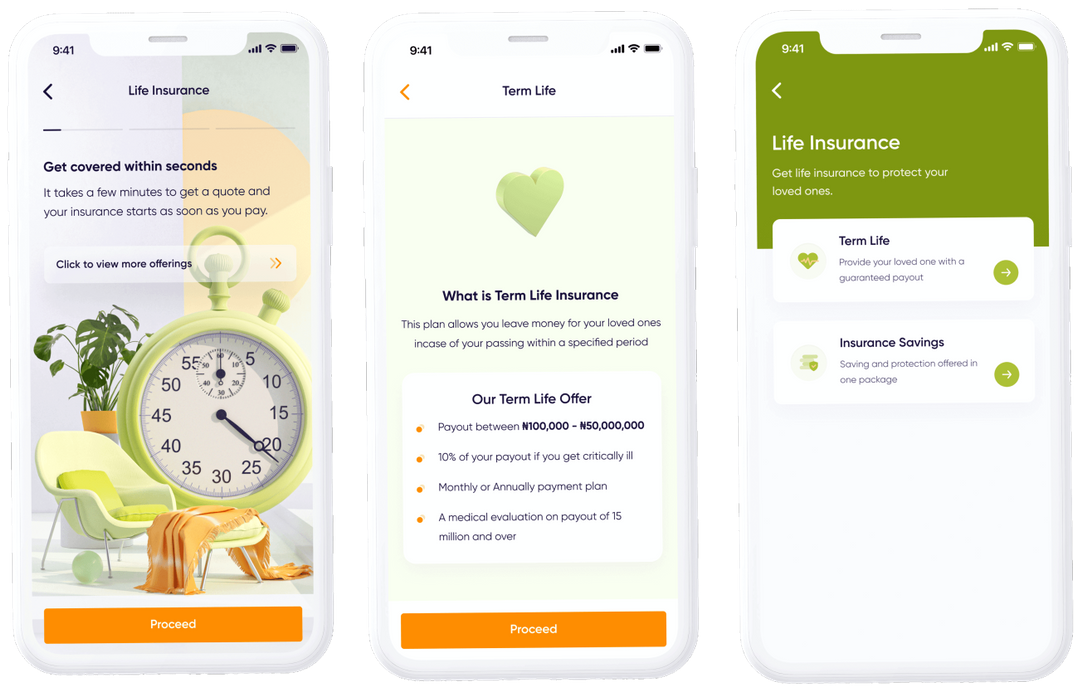 9:41
Life Insurance
Get covered within seconds
It takes a few minutes to get a quote and
your insurance starts as soon as you pay.
Click to view more offerings
55
5
50
10
45
15
40
20
35
25
30
60
40
20
30
Proceed
9:41
Term Life
What is Term Life Insurance
This plan allows you leave money for your loved ones
incase of your passing within a specified period
Our Term Life Offer
Payout between ₦100,000 - ₦50,000,000
10% of your payout if you get critically ill
Monthly or Annually payment plan
A medical evaluation on payout of 15
million and over
Proceed
9:41
Life Insurance
Get life insurance to protect your
loved ones.
Term Life
Provide your loved one with a
guaranteed payout
Insurance Savings
Saving and protection offered in
one package